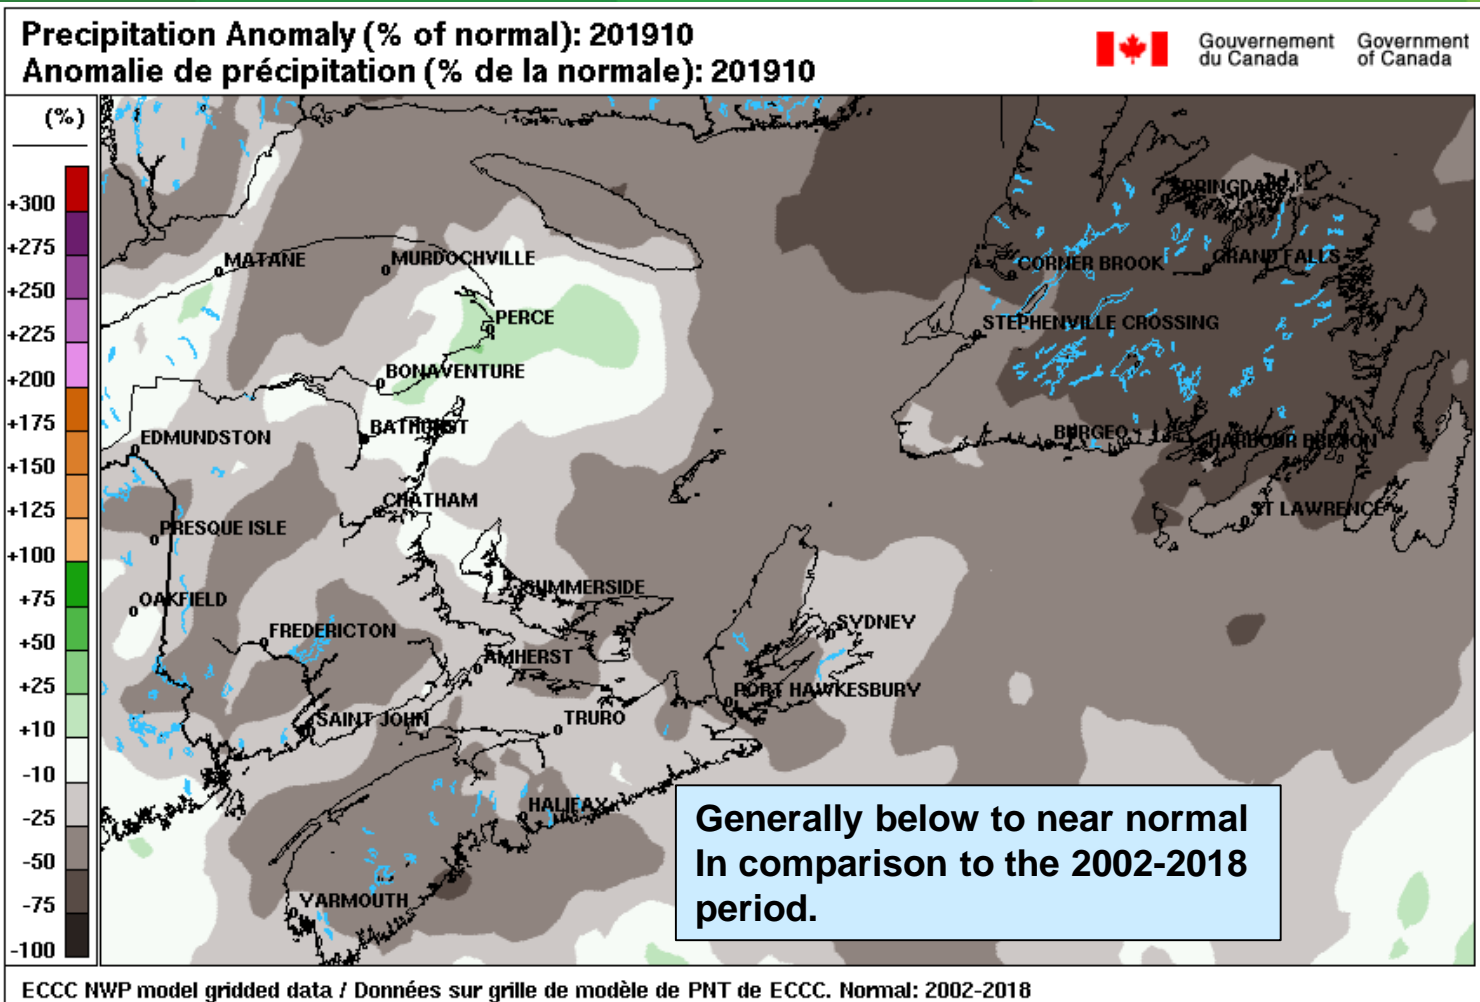 Precipitation Anomaly (% of normal): 201910
Anomalie de précipitation (% de la normale): 201910
Gouvernement du Canada
Government of Canada
(%)
+300
+275
+250
+225
+200
+175
+150
+125
+100
+75
+50
+25
+10
-10
-25
-50
-75
-100
SPRINGDALE
MATANE
MURDOCHVILLE
CORNER BROOK
GRAND FALLS
PERCE
STEPHENVILLE CROSSING
BONAVENTURE
BATHURST
EDMUNDSTON
BURGEO
HARBOUR BRETON
CHATHAM
PRESQUE ISLE
ST LAWRENCE
SUMMERSIDE
OAKFIELD
FREDERICTON
SYDNEY
AMHERST
PORT HAWKESBURY
SAINT JOHN
TRURO
HALIFAX
YARMOUTH
Generally below to near normal
In comparison to the 2002-2018
period.
ECCC NWP model gridded data / Données sur grille de modèle de PNT de ECCC. Normal: 2002-2018